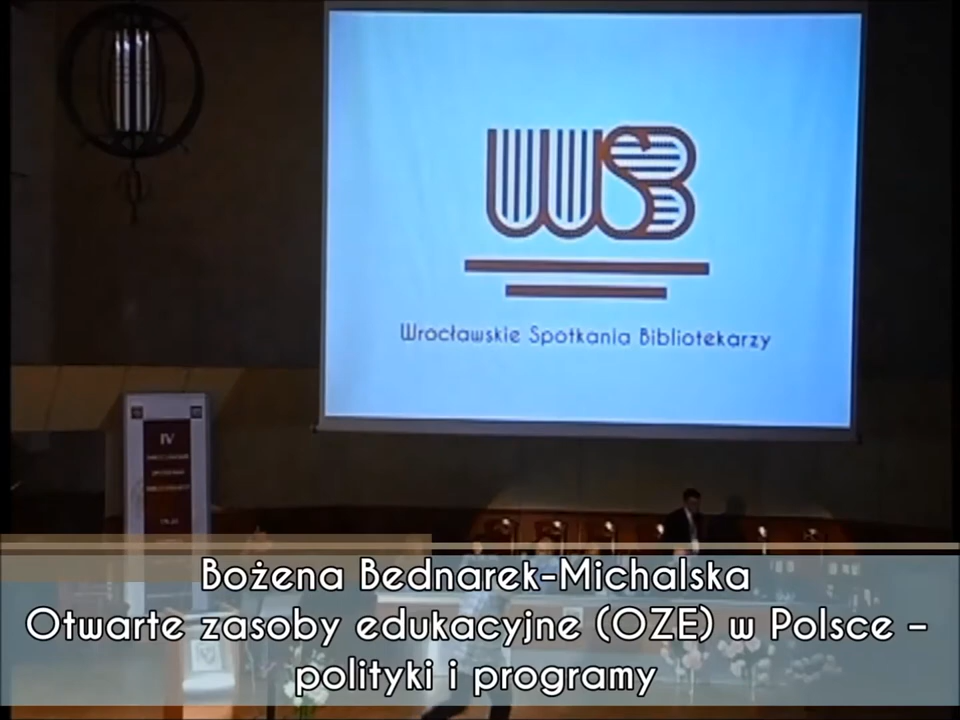 WSB
Wrocławskie Spotkania Bibliotekarzy
IV
Bożena Bednarek-Michalska
Otwarte zasoby edukacyjne (OZE) w Polsce –
polityki i programy